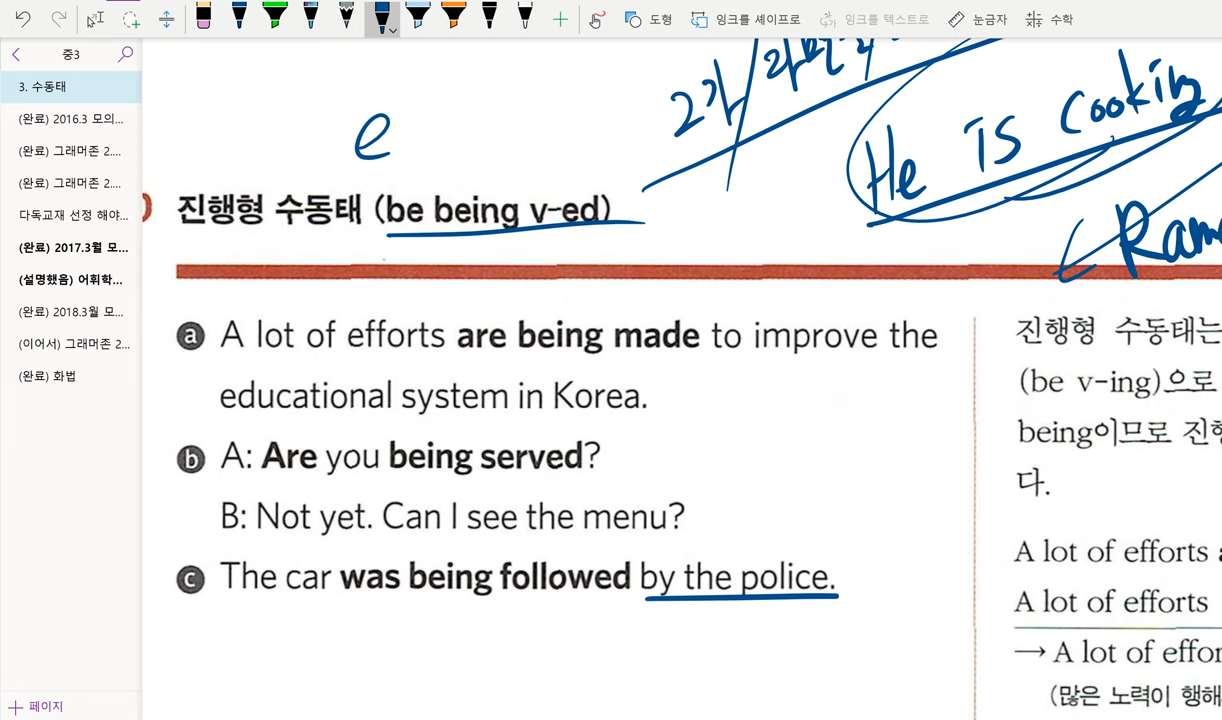 도형
잉크를 셰이프로
잉크를 텍스트로
눈금자
수학
중3
3. 수동태
(완료) 2016.3 모의...
(완료) 그래머존 2....
(완료) 그래머존 2....
다독교재 선정 해야...
(완료) 2017.3월 모...
(설명했음) 어휘학...
(완료) 2018.3월 모...
(이어서) 그래머존 2...
(완료) 화법
페이지
e
He is cooking
진행형 수동태 (be being v-ed)
ⓐ A lot of efforts are being made to improve the
educational system in Korea.
ⓑ A: Are you being served?
B: Not yet. Can I see the menu?
ⓒ The car was being followed by the police.
진행형 수동태는
(be v-ing)으로
being이므로 진행
다.
A lot of efforts
A lot of efforts
→ A lot of effor
(많은 노력이 행해